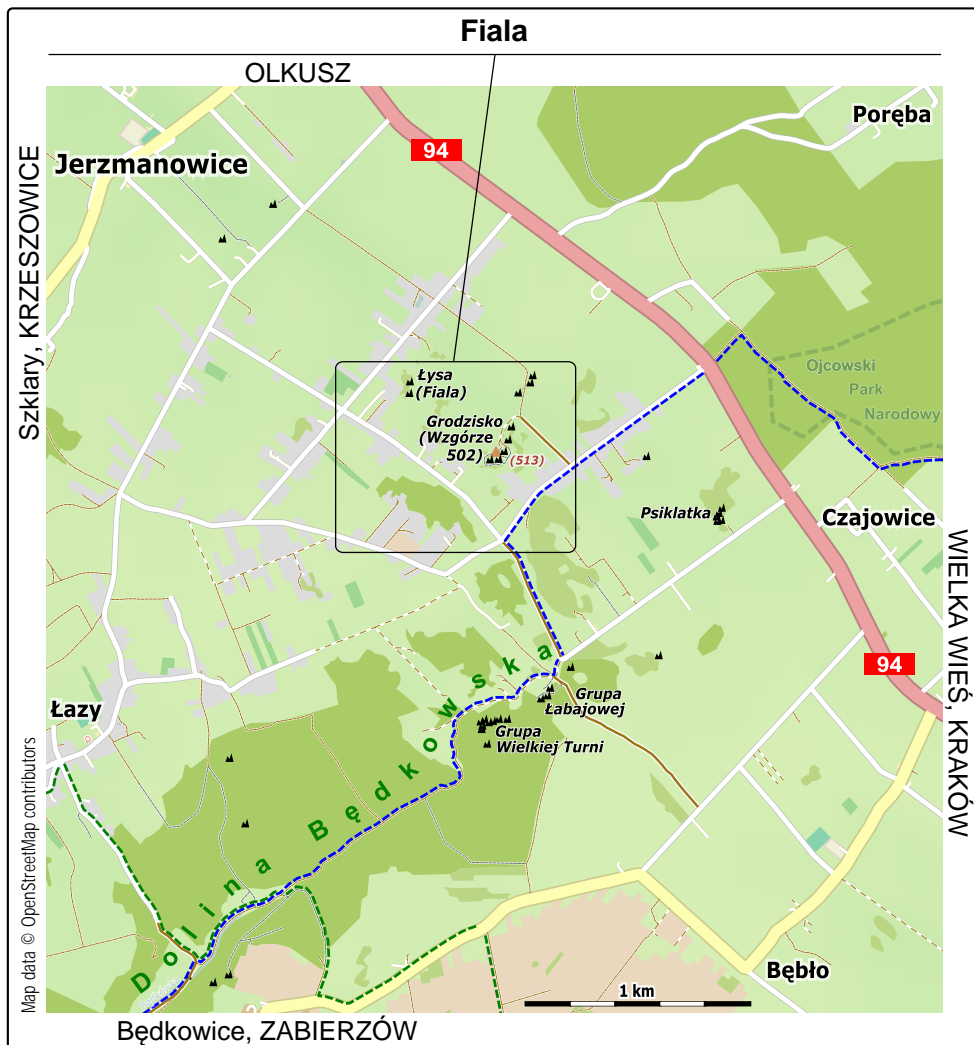 Fiala
OLKUSZ
Poręba
94
Jerzmanowice
Szklary, KRZESZOWICE
Ojcowski
Park
Narodowy
Łysa
(Fiala)
Grodzisko
(Wzgórze
502)
(513)
Psiklatka
Czajowice
WIELKA WIEŚ, KRAKÓW
94
Grupa
Łabajowej
Łazy
Grupa
Wielkiej Turni
Dolina Będkowska
Map data © OpenStreetMap contributors
Bębło
1 km
Będkowice, ZABIERZÓW